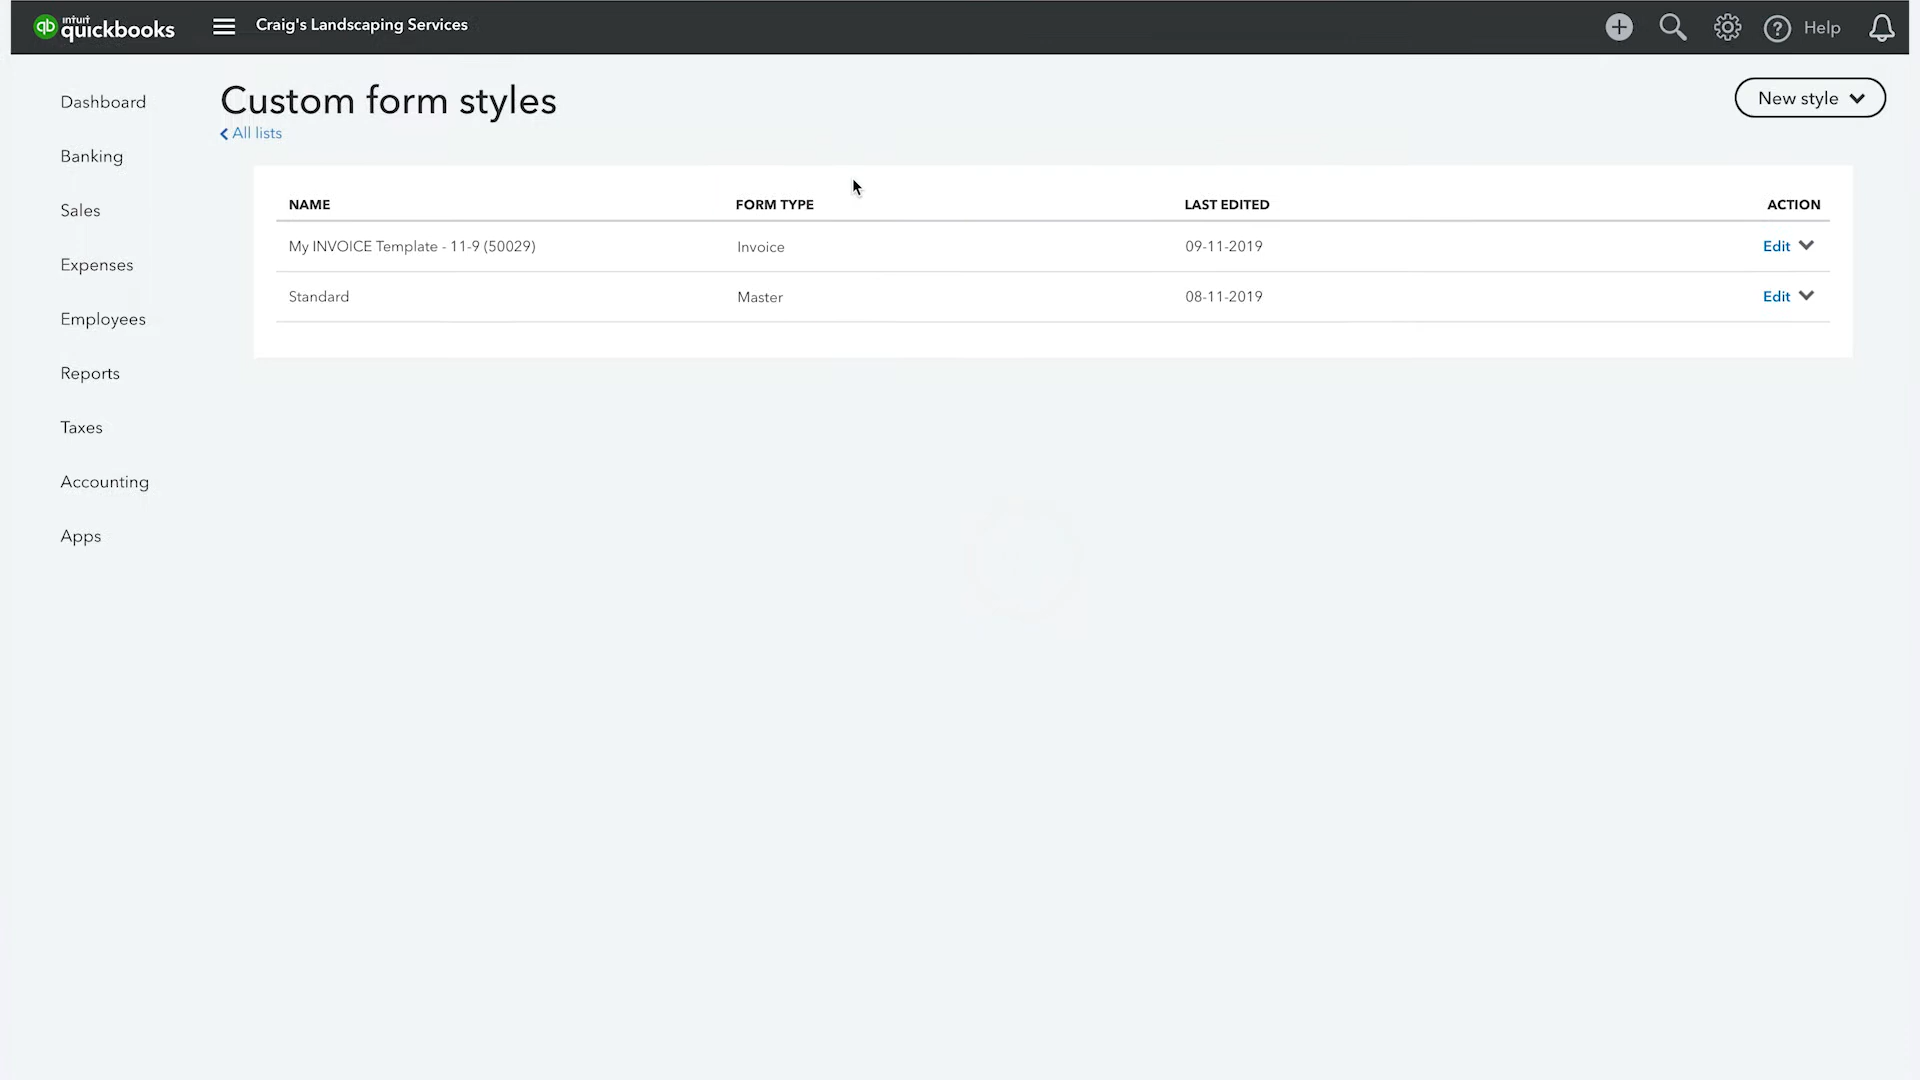 intuit
quickbooks
Craig's Landscaping Services
Help
Dashboard
Banking
Sales
Expenses
Employees
Reports
Taxes
Accounting
Apps
Custom form styles
All lists
New style
NAME FORM TYPE LAST EDITED ACTION
My INVOICE Template - 11-9 (50029) Invoice 09-11-2019 Edit
Standard Master 08-11-2019 Edit